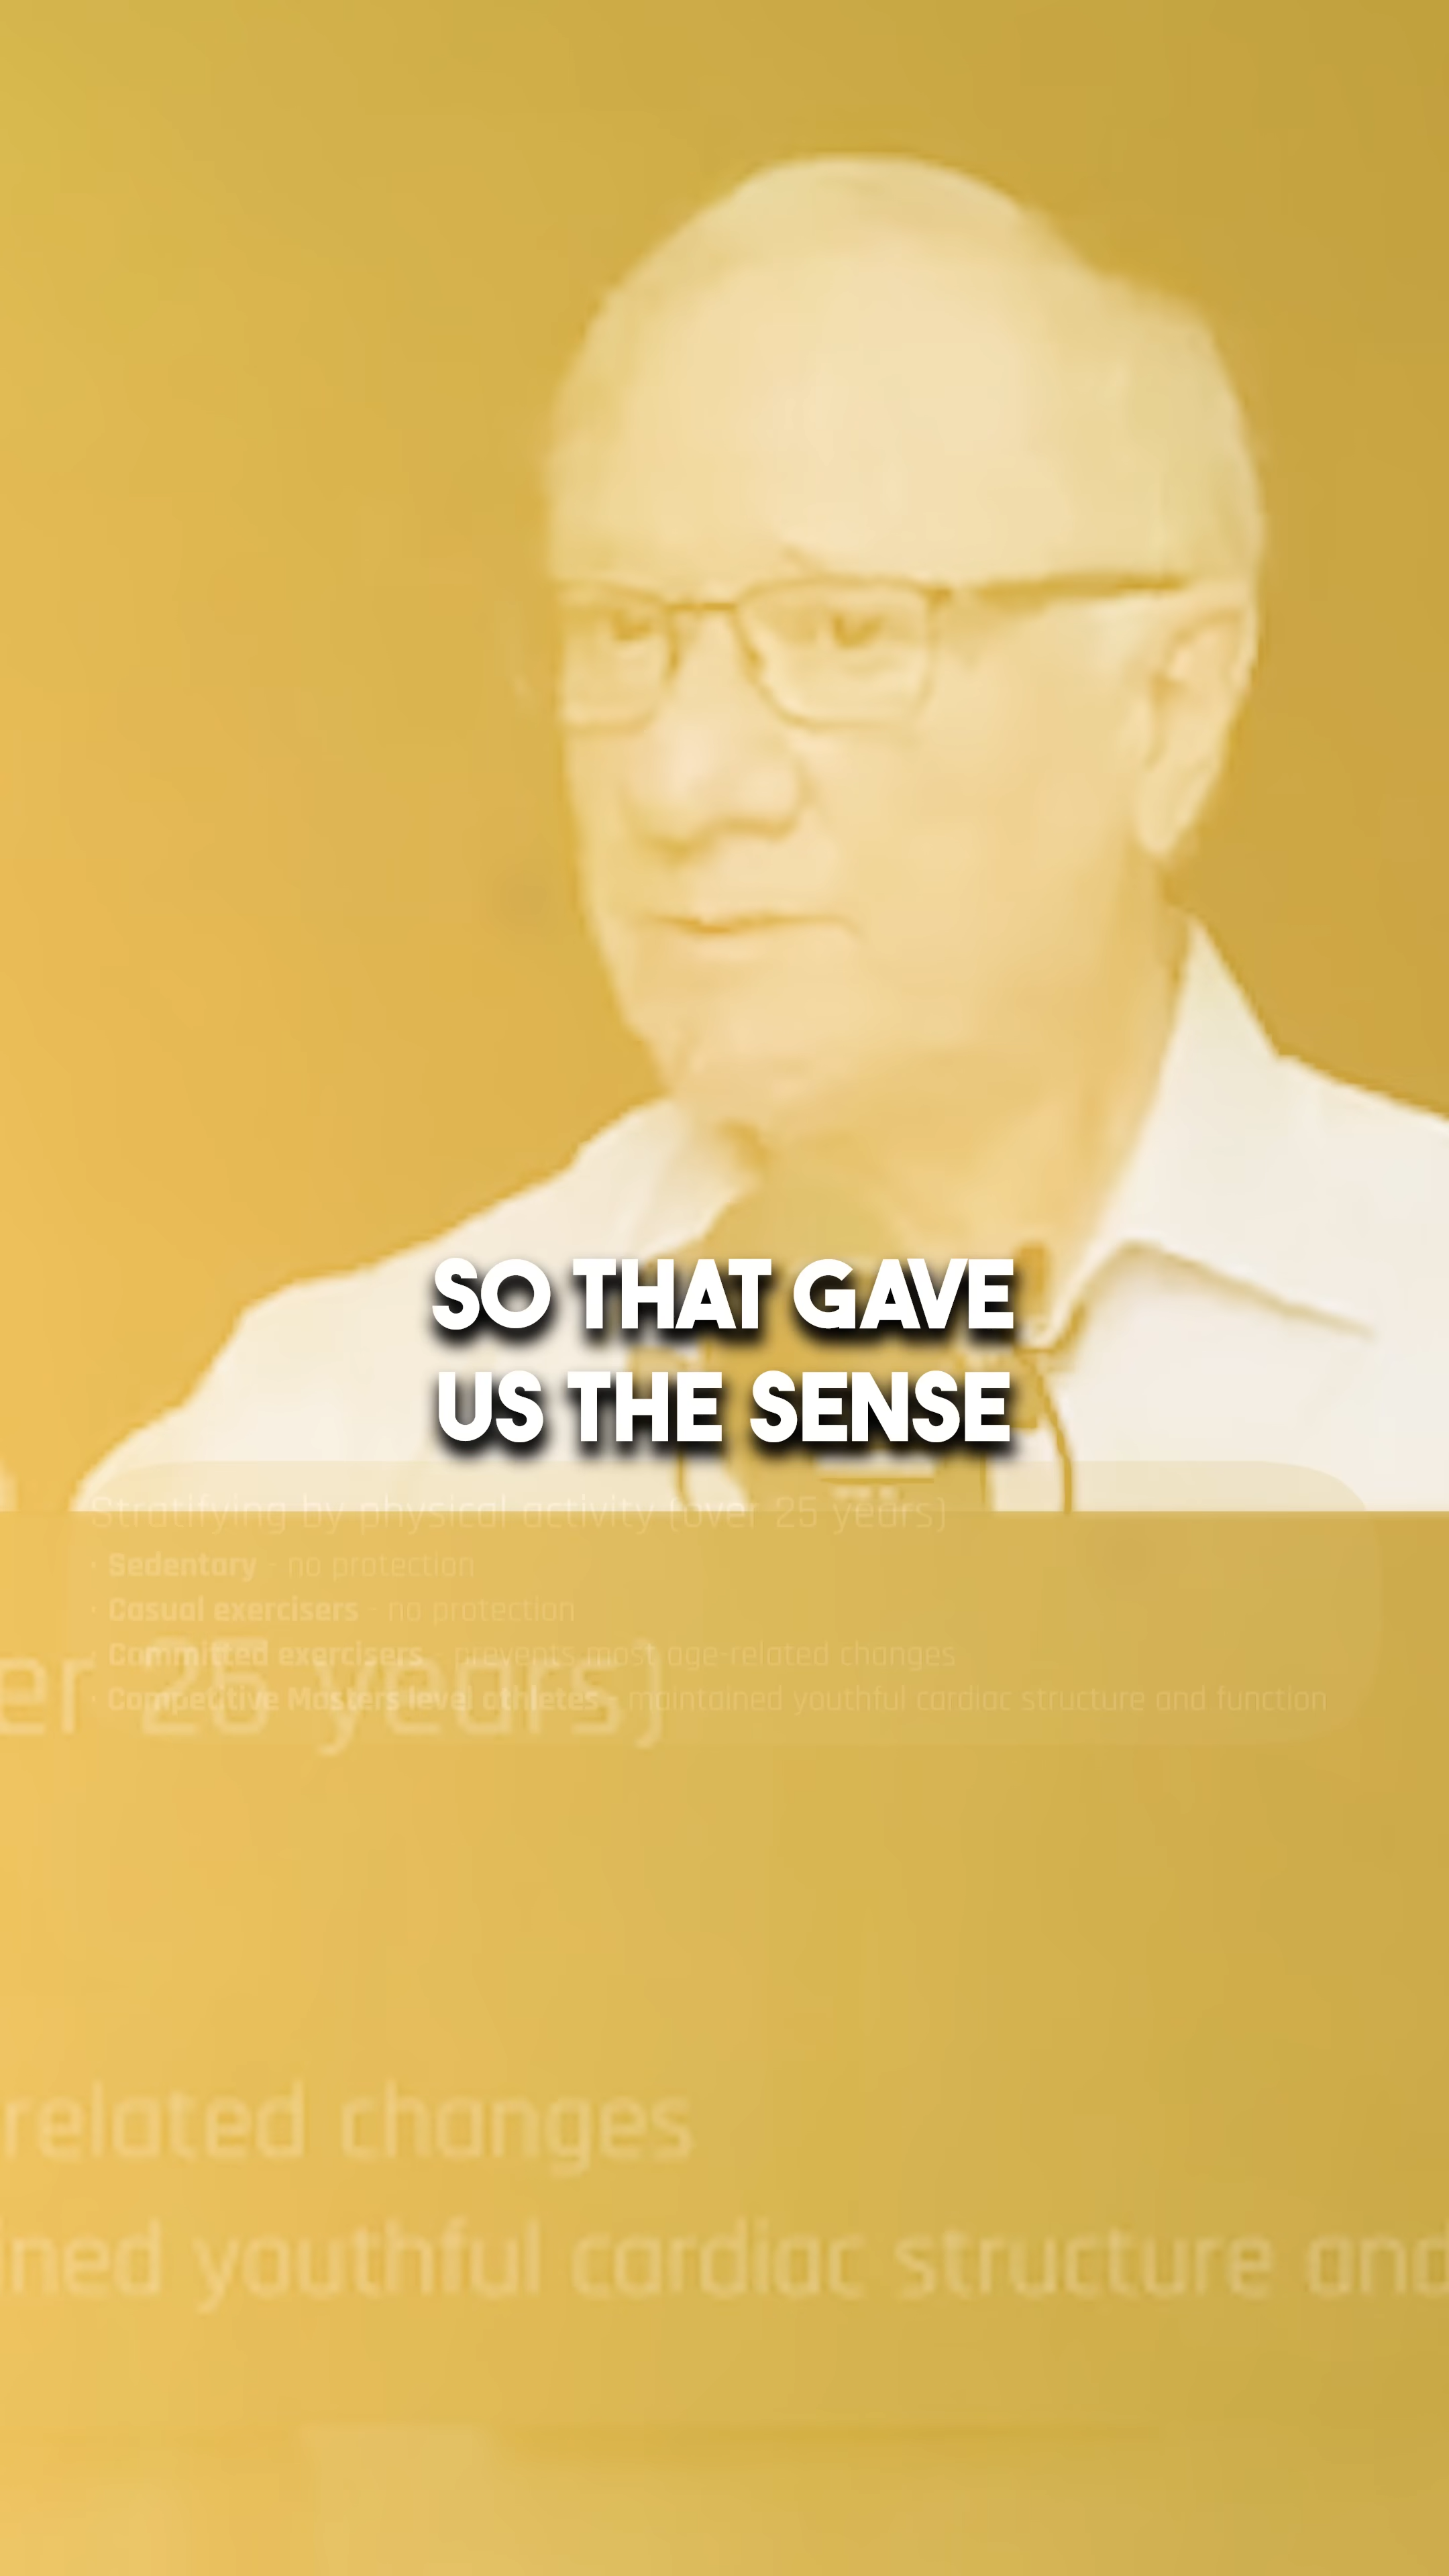 SO THAT GAVE
US THE SENSE
Stratifying by physical activity (over 25 years)
· Sedentary - no protection
· Casual exercisers - no protection
· Committed exercisers - prevents most age-related changes
· Competitive Masters level athletes - maintained youthful cardiac structure and function
er 25 years)
related changes
ined youthful cardiac structure and